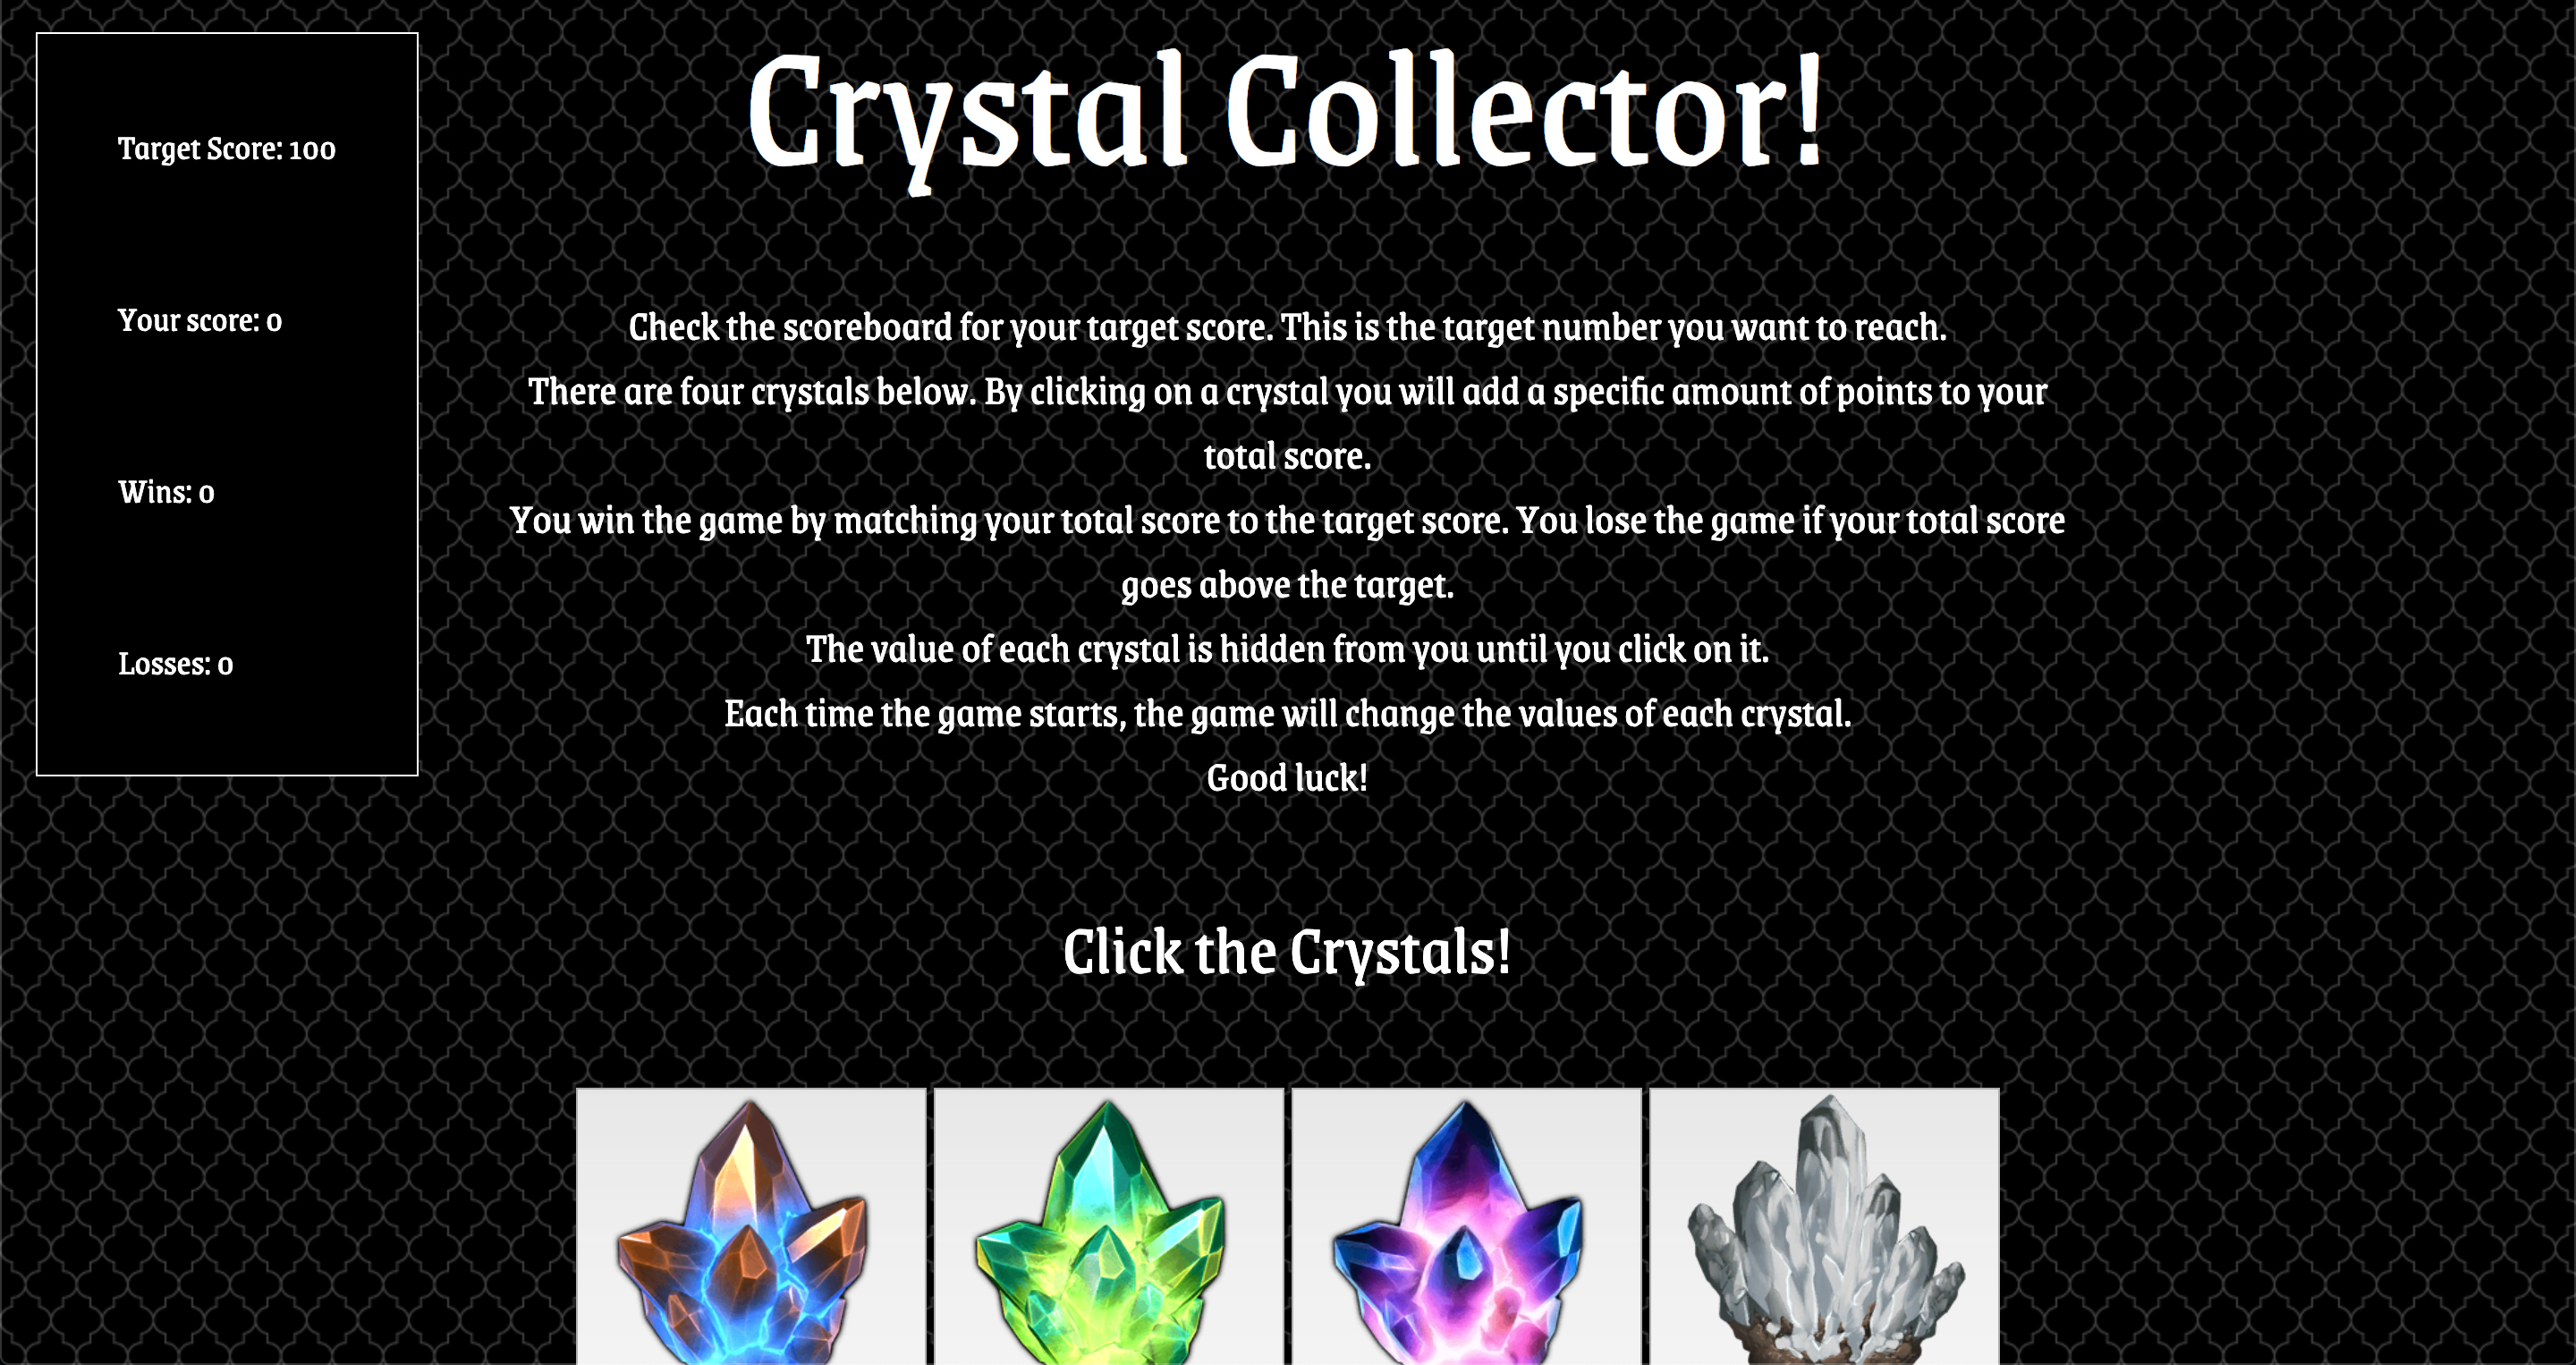 Crystal Collector!
Target Score: 100
Your score: 0
Wins: 0
Losses: 0
Check the scoreboard for your target score. This is the target number you want to reach.
There are four crystals below. By clicking on a crystal you will add a specific amount of points to your
total score.
You win the game by matching your total score to the target score. You lose the game if your total score
goes above the target.
The value of each crystal is hidden from you until you click on it.
Each time the game starts, the game will change the values of each crystal.
Good luck!
Click the Crystals!